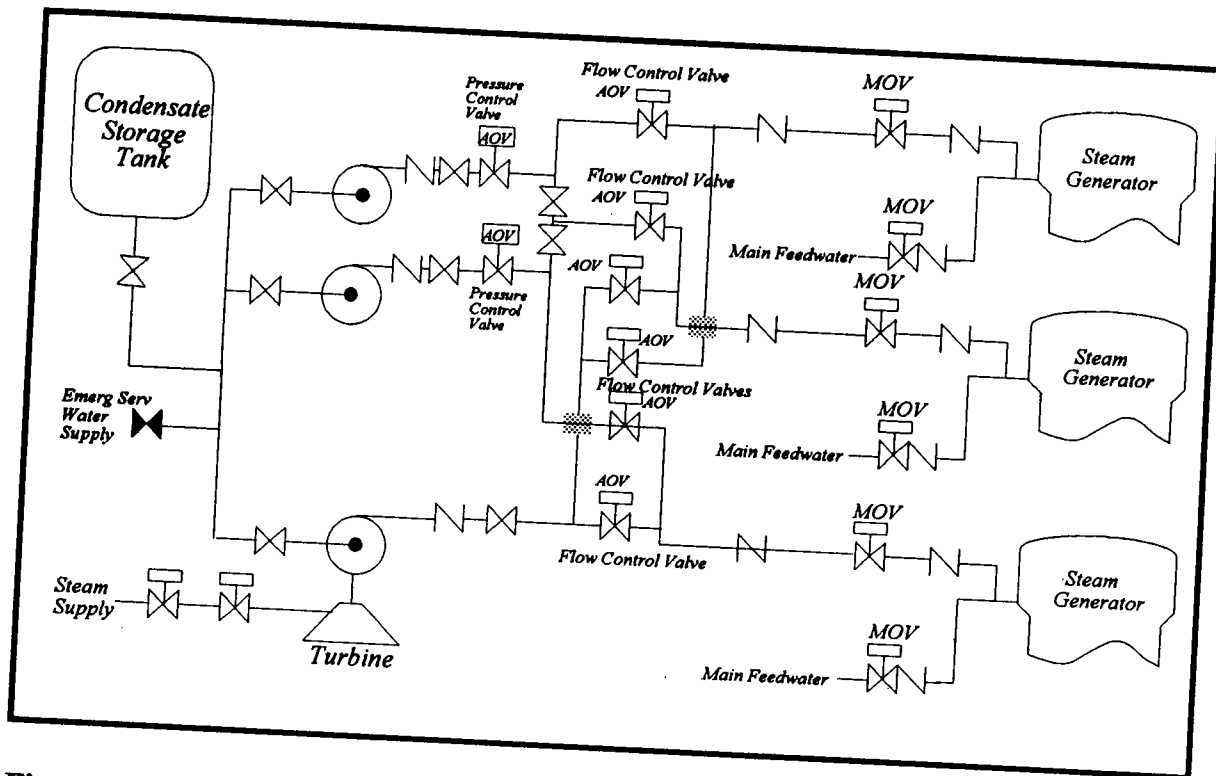 Condensate
Storage
Tank
Pressure
Control
Valve
AOV
Flow Control Valve
AOV
MOV
Steam
Generator
Flow Control Valve
AOV
MOV
Main Feedwater
AOV
Pressure
Control
Valve
AOV
MOV
Steam
Generator
AOV
Flow Control Valves
AOV
Emerg Serv
Water
Supply
MOV
Main Feedwater
AOV
Flow Control Valve
MOV
Steam
Generator
Steam
Supply
Turbine
MOV
Main Feedwater